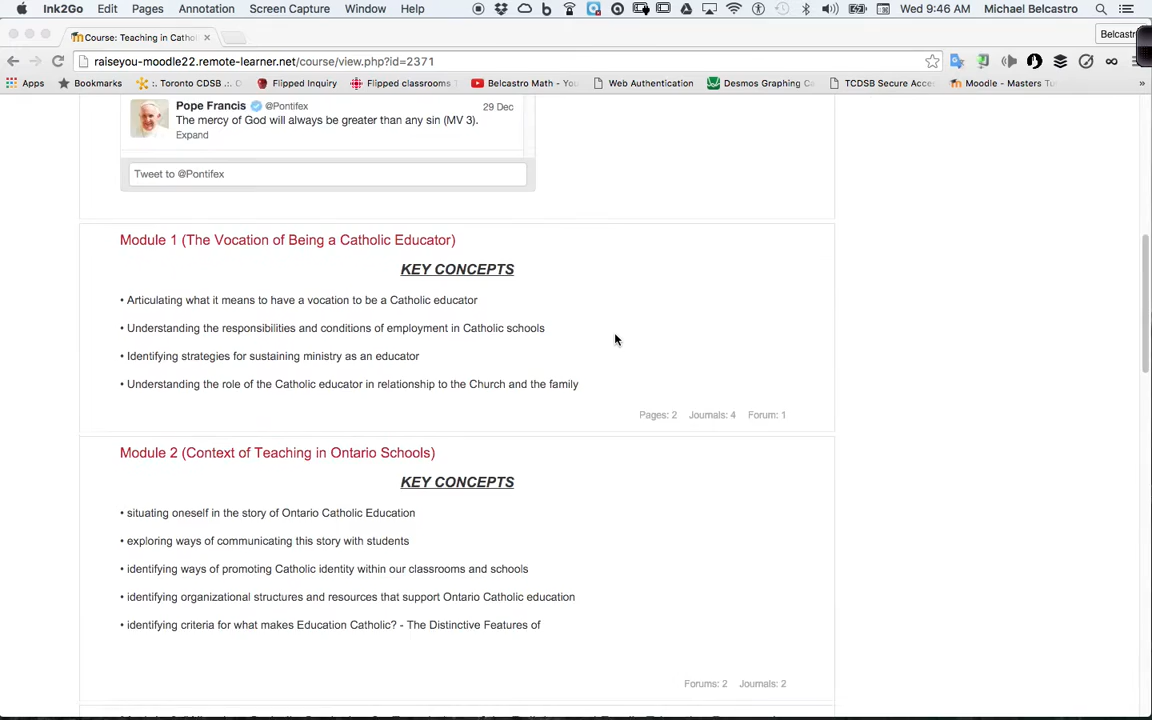 Ink2Go Edit Pages Annotation Screen Capture Window Help Wed 9:46 AM Michael Belcastro
Course: Teaching in Catho
Belcastr
raiseyou-moodle22.remote-learner.net/course/view.php?id=2371
Apps Bookmarks :. Toronto CDSB .:. Flipped Inquiry Flipped classrooms Belcastro Math - You Web Authentication Desmos Graphing Ca TCDSB Secure Acce Moodle - Masters Tu »
Pope Francis @Pontifex 29 Dec
The mercy of God will always be greater than any sin (MV 3).
Expand
Tweet to @Pontifex
Module 1 (The Vocation of Being a Catholic Educator)
KEY CONCEPTS
• Articulating what it means to have a vocation to be a Catholic educator
• Understanding the responsibilities and conditions of employment in Catholic schools
• Identifying strategies for sustaining ministry as an educator
• Understanding the role of the Catholic educator in relationship to the Church and the family
Pages: 2 Journals: 4 Forum: 1
Module 2 (Context of Teaching in Ontario Schools)
KEY CONCEPTS
• situating oneself in the story of Ontario Catholic Education
• exploring ways of communicating this story with students
• identifying ways of promoting Catholic identity within our classrooms and schools
• identifying organizational structures and resources that support Ontario Catholic education
• identifying criteria for what makes Education Catholic? - The Distinctive Features of
Forums: 2 Journals: 2